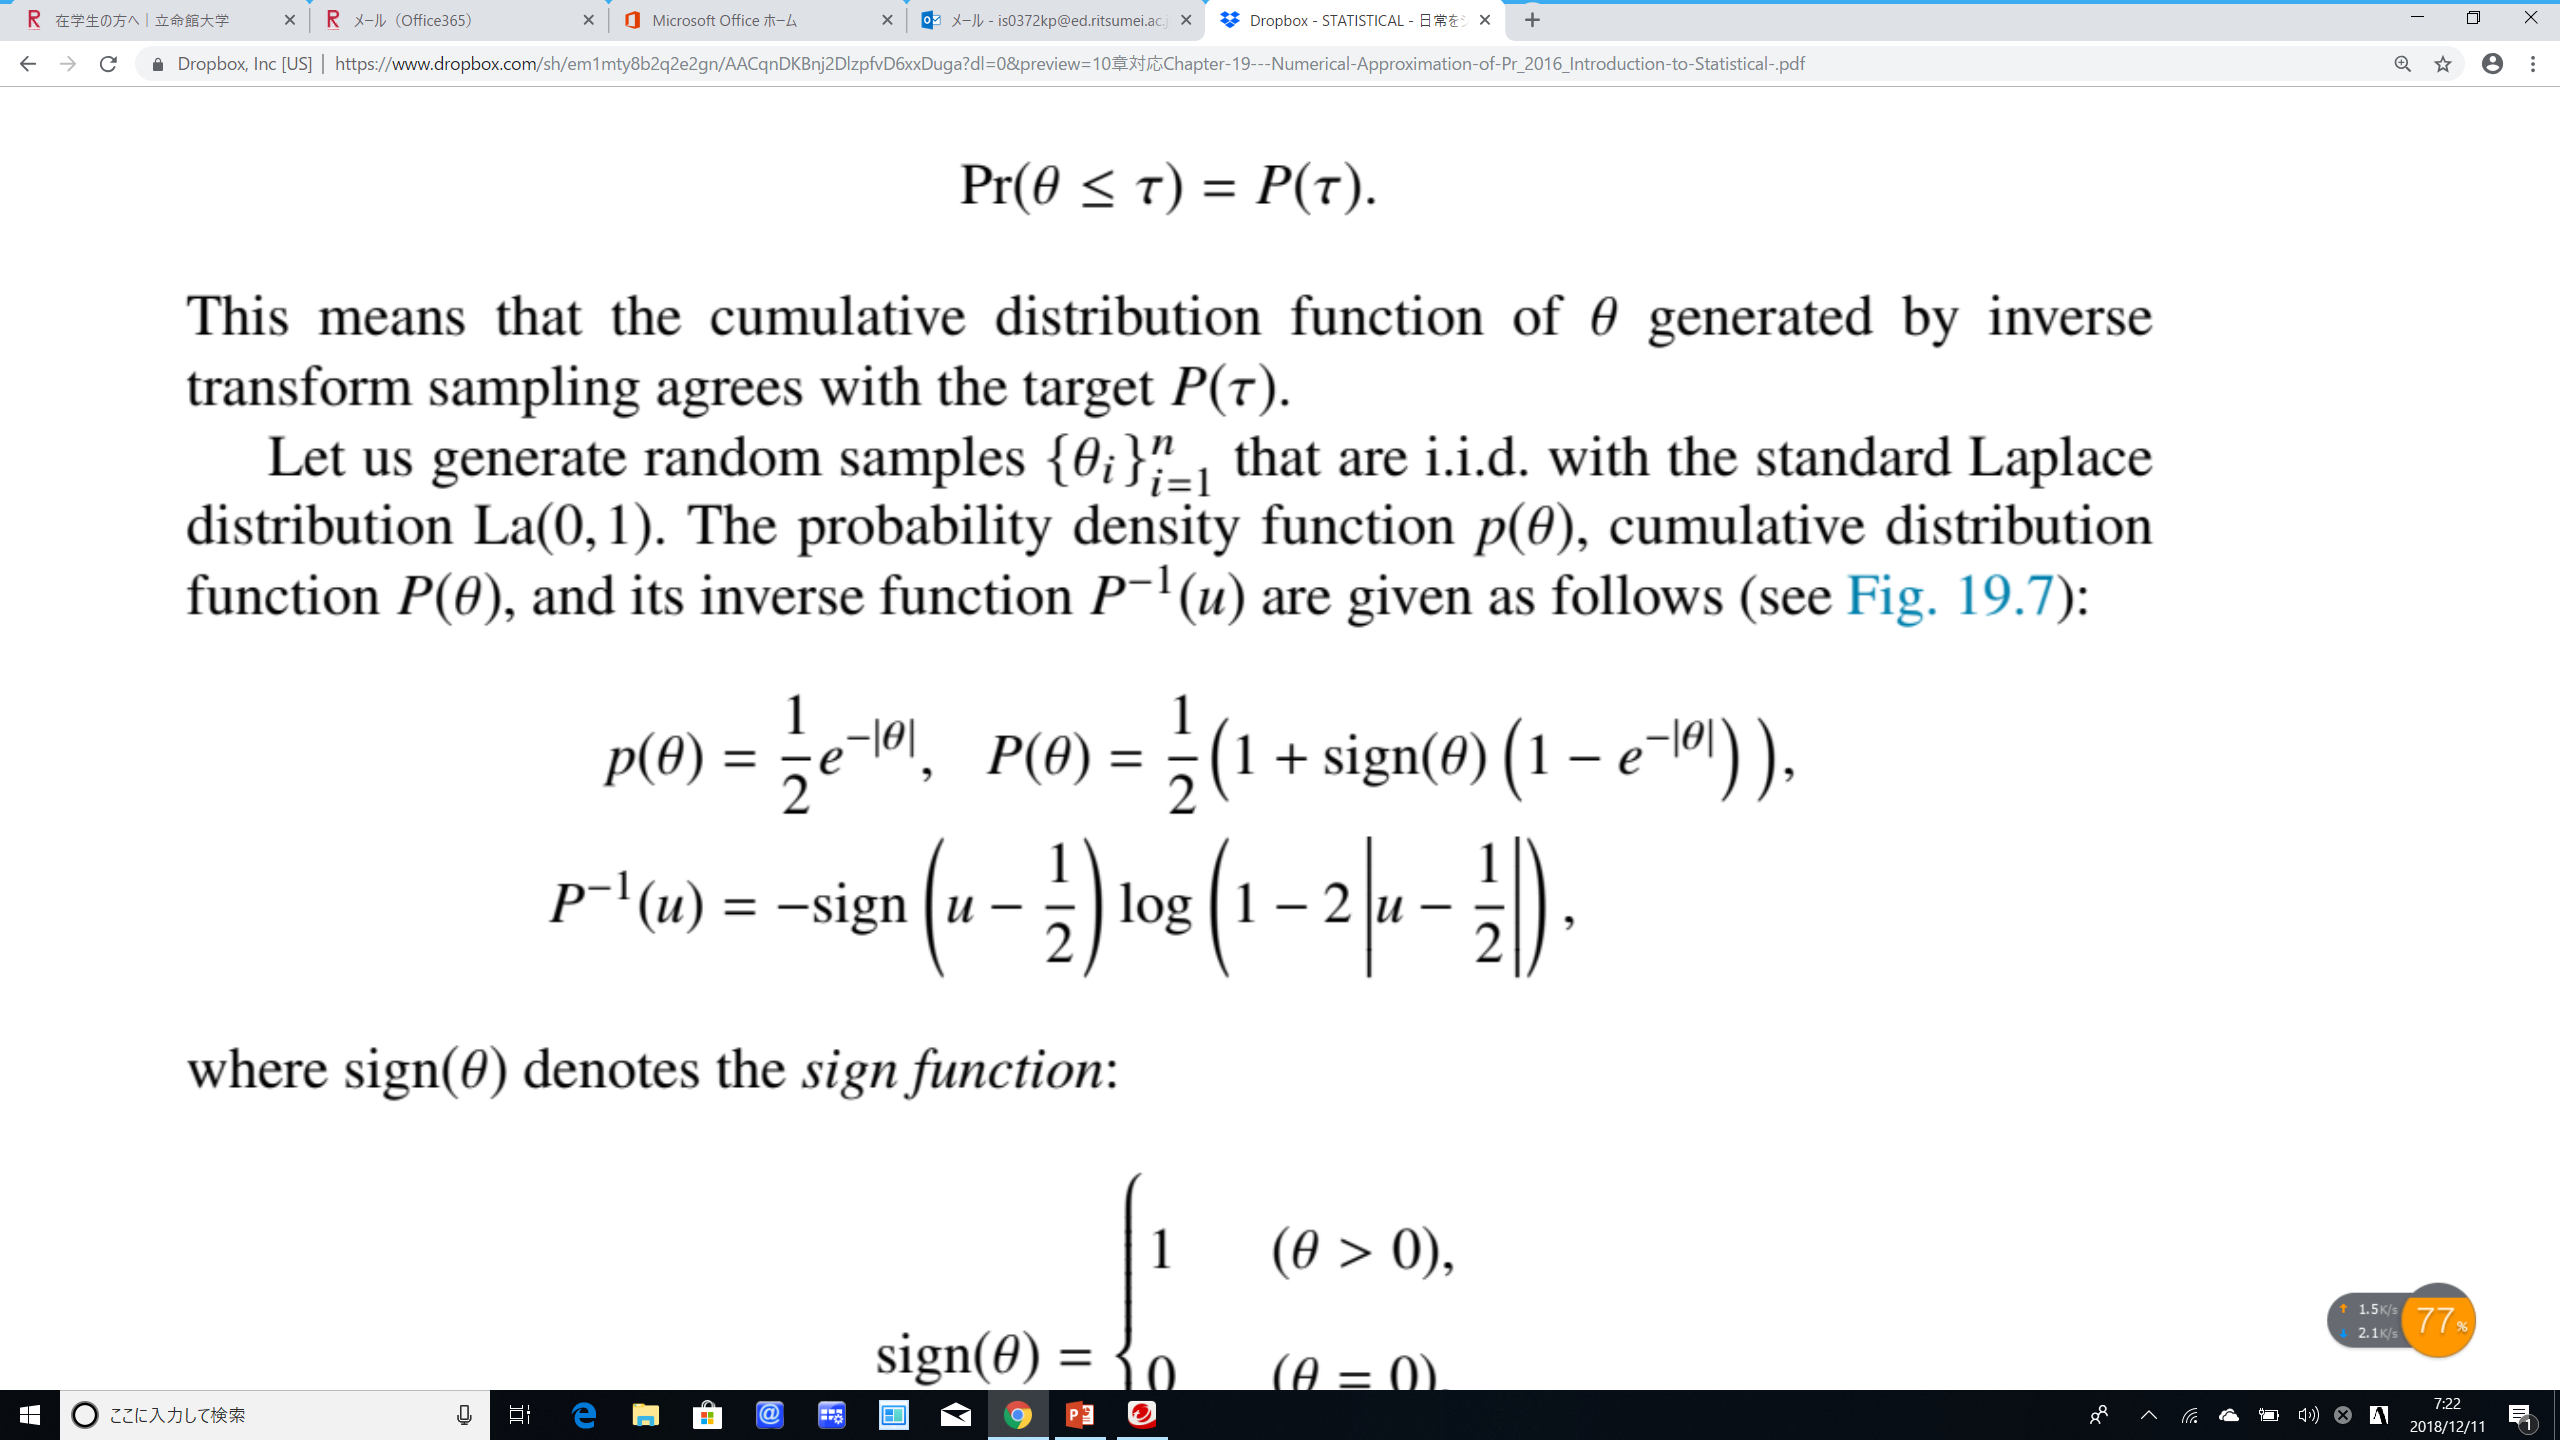 在学生の方へ | 立命館大学
メール（Office365）
Microsoft Office ホーム
メール - is0372kp@ed.ritsumei.ac.j
Dropbox - STATISTICAL - 日常を
Dropbox, Inc [US] | https://www.dropbox.com/sh/em1mty8b2q2e2gn/AACqnDKBnj2DlzpfvD6xxDuga?dl=0&preview=10章対応Chapter-19---Numerical-Approximation-of-Pr_2016_Introduction-to-Statistical-.pdf
Pr(θ ≤ τ) = P(τ).
This means that the cumulative distribution function of θ generated by inverse
transform sampling agrees with the target P(τ).
Let us generate random samples {θ_i}_{i=1}^n that are i.i.d. with the standard Laplace
distribution La(0, 1). The probability density function p(θ), cumulative distribution
function P(θ), and its inverse function P^{−1}(u) are given as follows (see Fig. 19.7):
p(θ) = 1/2 e^{−|θ|}, P(θ) = 1/2 (1 + sign(θ) (1 − e^{−|θ|})),
P^{−1}(u) = −sign (u − 1/2) log (1 − 2 |u − 1/2|),
where sign(θ) denotes the sign function:
1 (θ > 0),
sign(θ) = {
0 (θ = 0)
1.5K/s
77%
2.1K/s
ここに入力して検索
7:22
2018/12/11
1